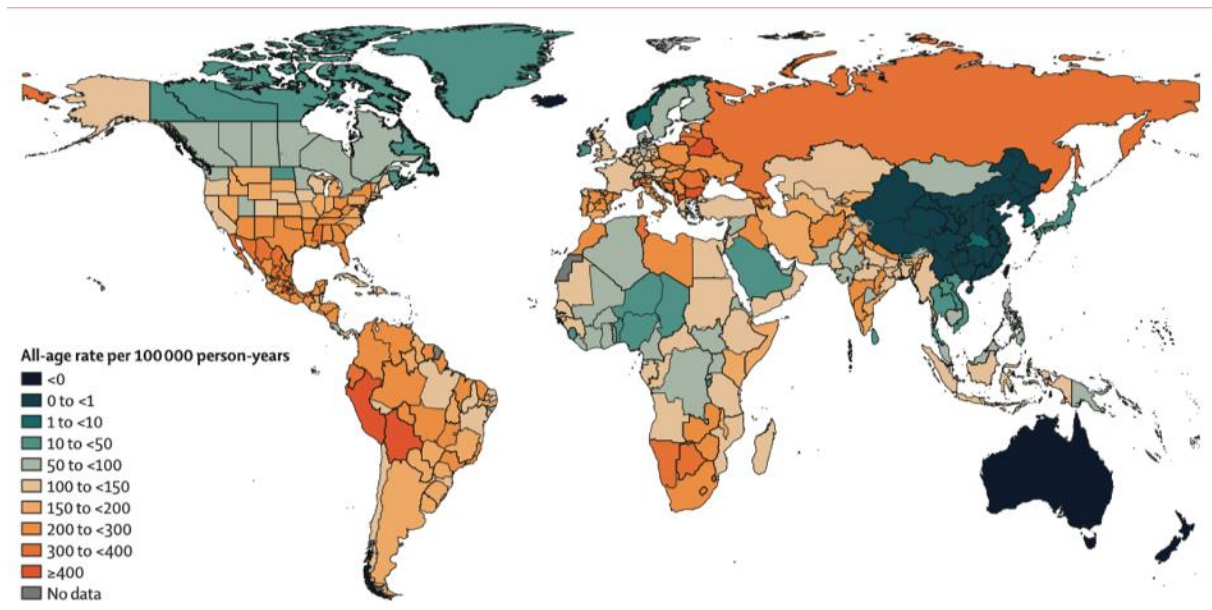 All-age rate per 100 000 person-years
<0
0 to <1
1 to <10
10 to <50
50 to <100
100 to <150
150 to <200
200 to <300
300 to <400
≥400
No data